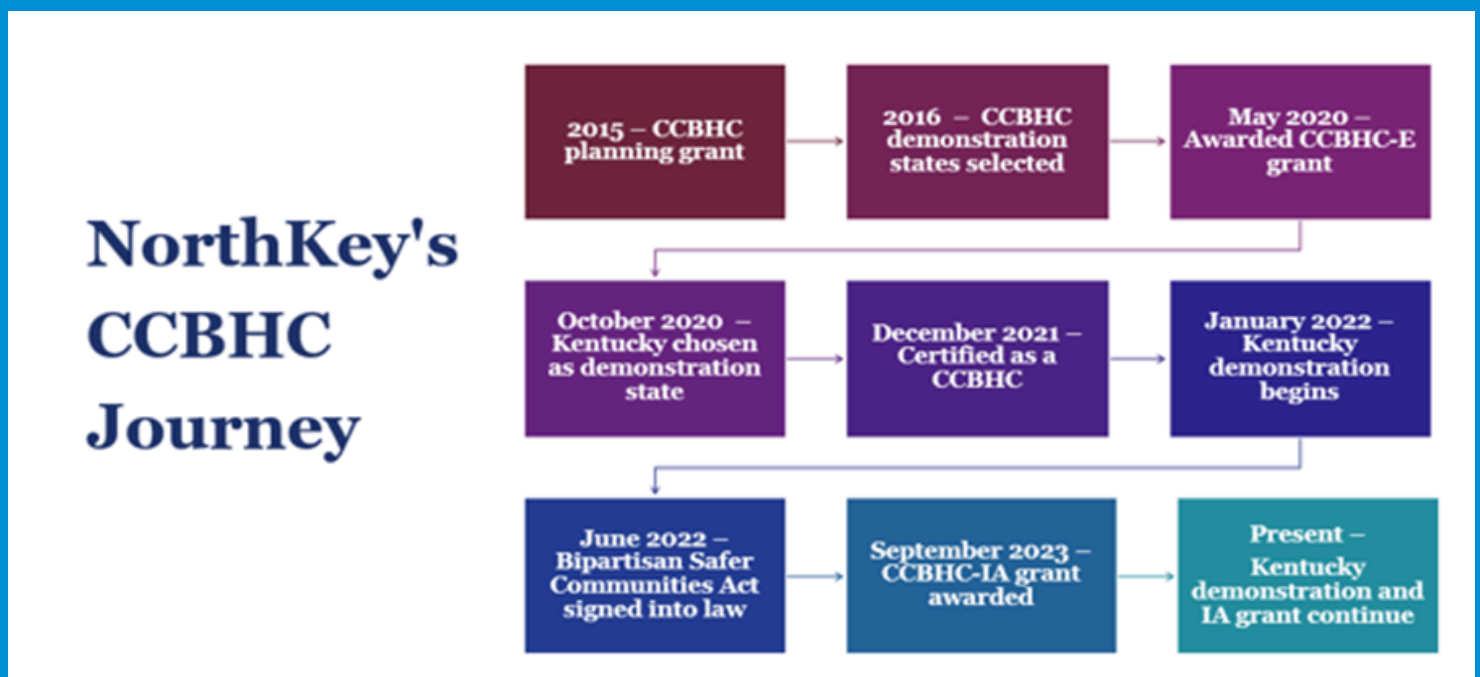 NorthKey's
CCBHC
Journey
2015 – CCBHC
planning grant
2016 – CCBHC
demonstration
states selected
May 2020 –
Awarded CCBHC-E
grant
October 2020 –
Kentucky chosen
as demonstration
state
December 2021 –
Certified as a
CCBHC
January 2022 –
Kentucky
demonstration
begins
June 2022 –
Bipartisan Safer
Communities Act
signed into law
September 2023 –
CCBHC-IA grant
awarded
Present –
Kentucky
demonstration and
IA grant continue